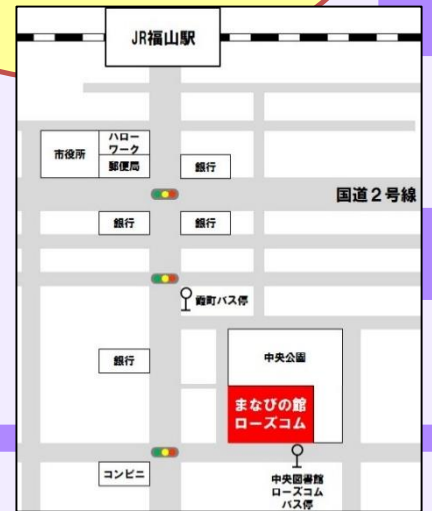 JR福山駅
市役所
ハロー
ワーク
郵便局
銀行
国道２号線
銀行
銀行
霞町バス停
銀行
中央公園
まなびの館
ローズコム
コンビニ
中央図書館
ローズコム
バス停